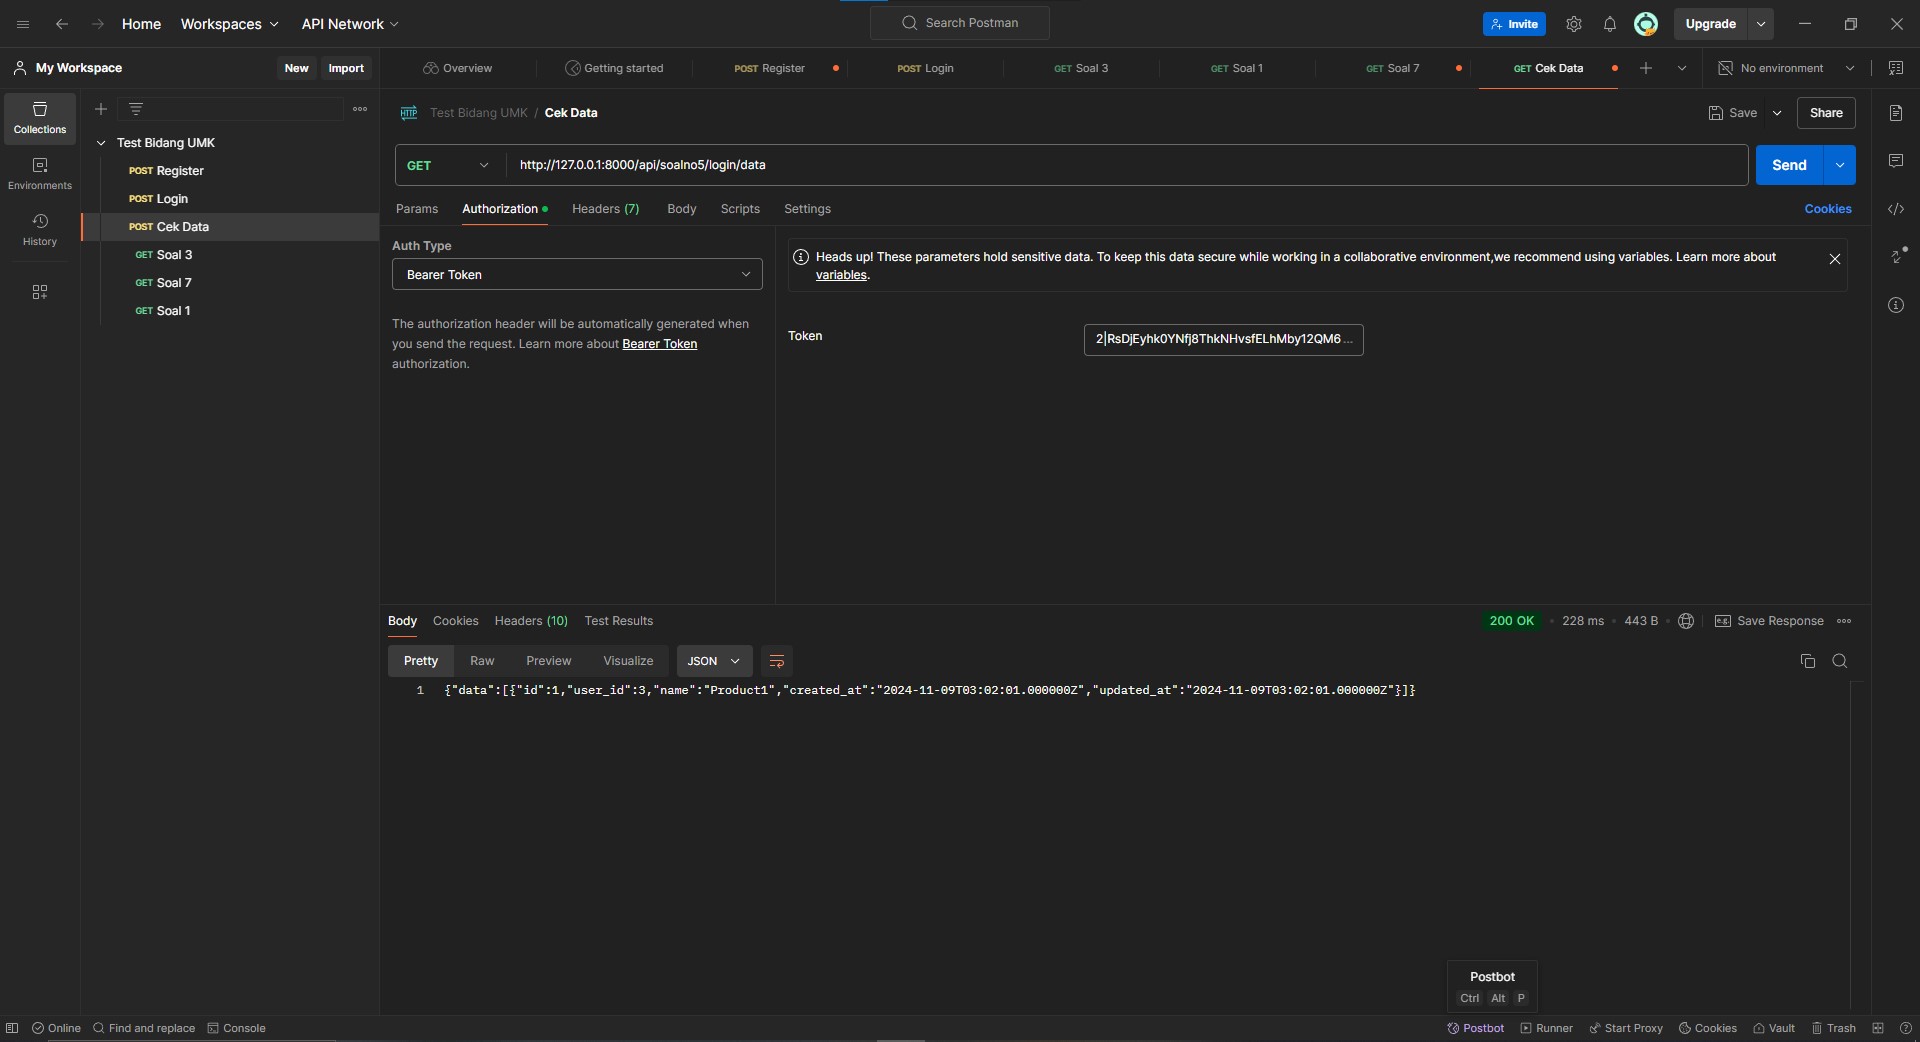 Home
Workspaces
API Network
Search Postman
Invite
Upgrade
My Workspace
New
Import
Overview
Getting started
POST Register
POST Login
GET Soal 3
GET Soal 1
GET Soal 7
GET Cek Data
No environment
Collections
Environments
History
Test Bidang UMK
POST Register
POST Login
POST Cek Data
GET Soal 3
GET Soal 7
GET Soal 1
HTTP
Test Bidang UMK / Cek Data
Save
Share
GET
http://127.0.0.1:8000/api/soalno5/login/data
Send
Params
Authorization
Headers (7)
Body
Scripts
Settings
Cookies
Auth Type
Bearer Token
The authorization header will be automatically generated when
you send the request. Learn more about Bearer Token
authorization.
Heads up! These parameters hold sensitive data. To keep this data secure while working in a collaborative environment,we recommend using variables. Learn more about
variables.
Token
2|RsDjEyhk0YNfj8ThkNHvsfELhMby12QM6 ...
Body
Cookies
Headers (10)
Test Results
200 OK
228 ms
443 B
e.g.
Save Response
Pretty
Raw
Preview
Visualize
JSON
1 {"data":[{"id":1,"user_id":3,"name":"Product1","created_at":"2024-11-09T03:02:01.000000Z","updated_at":"2024-11-09T03:02:01.000000Z"}]}
Postbot
Ctrl Alt P
Online
Find and replace
Console
Postbot
Runner
Start Proxy
Cookies
Vault
Trash